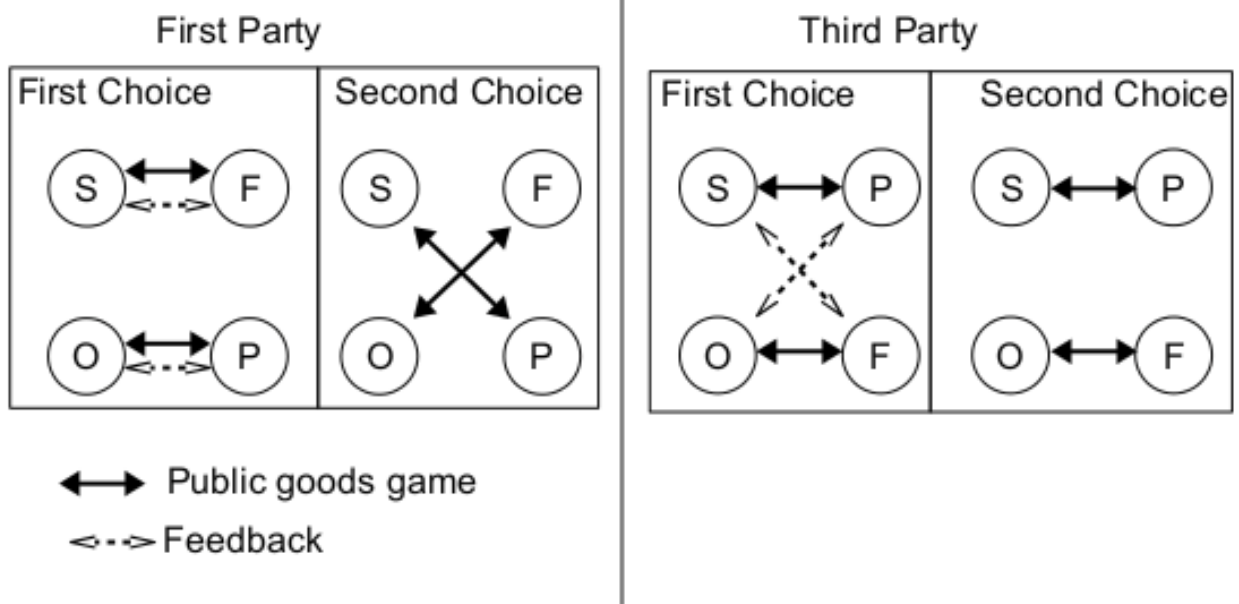 First Party
First Choice
Second Choice
S
F
S
F
O
P
O
P
Public goods game
Feedback
Third Party
First Choice
Second Choice
S
P
S
P
O
F
O
F